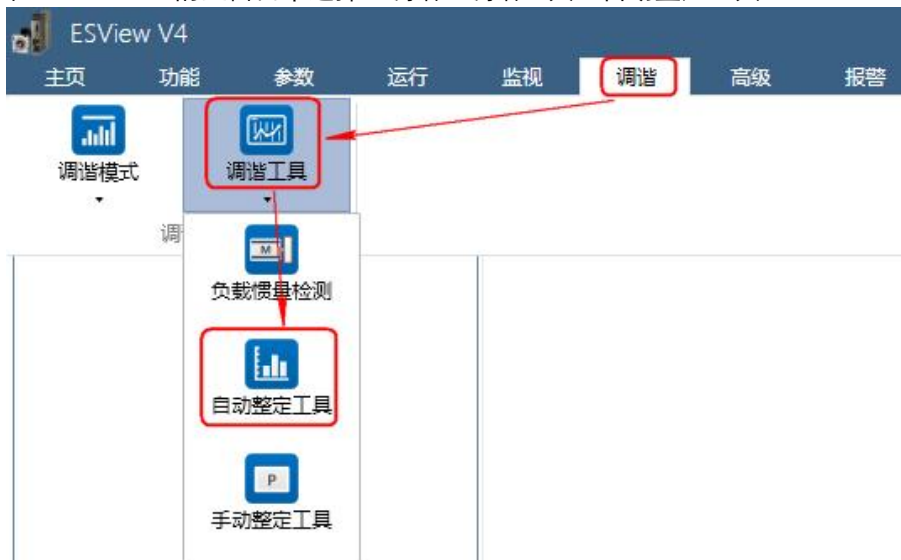 ESView V4
主页 功能 参数 运行 监视 调谐 高级 报警
调谐模式 调谐工具
调
M
负载惯量检测
自动整定工具
P
手动整定工具